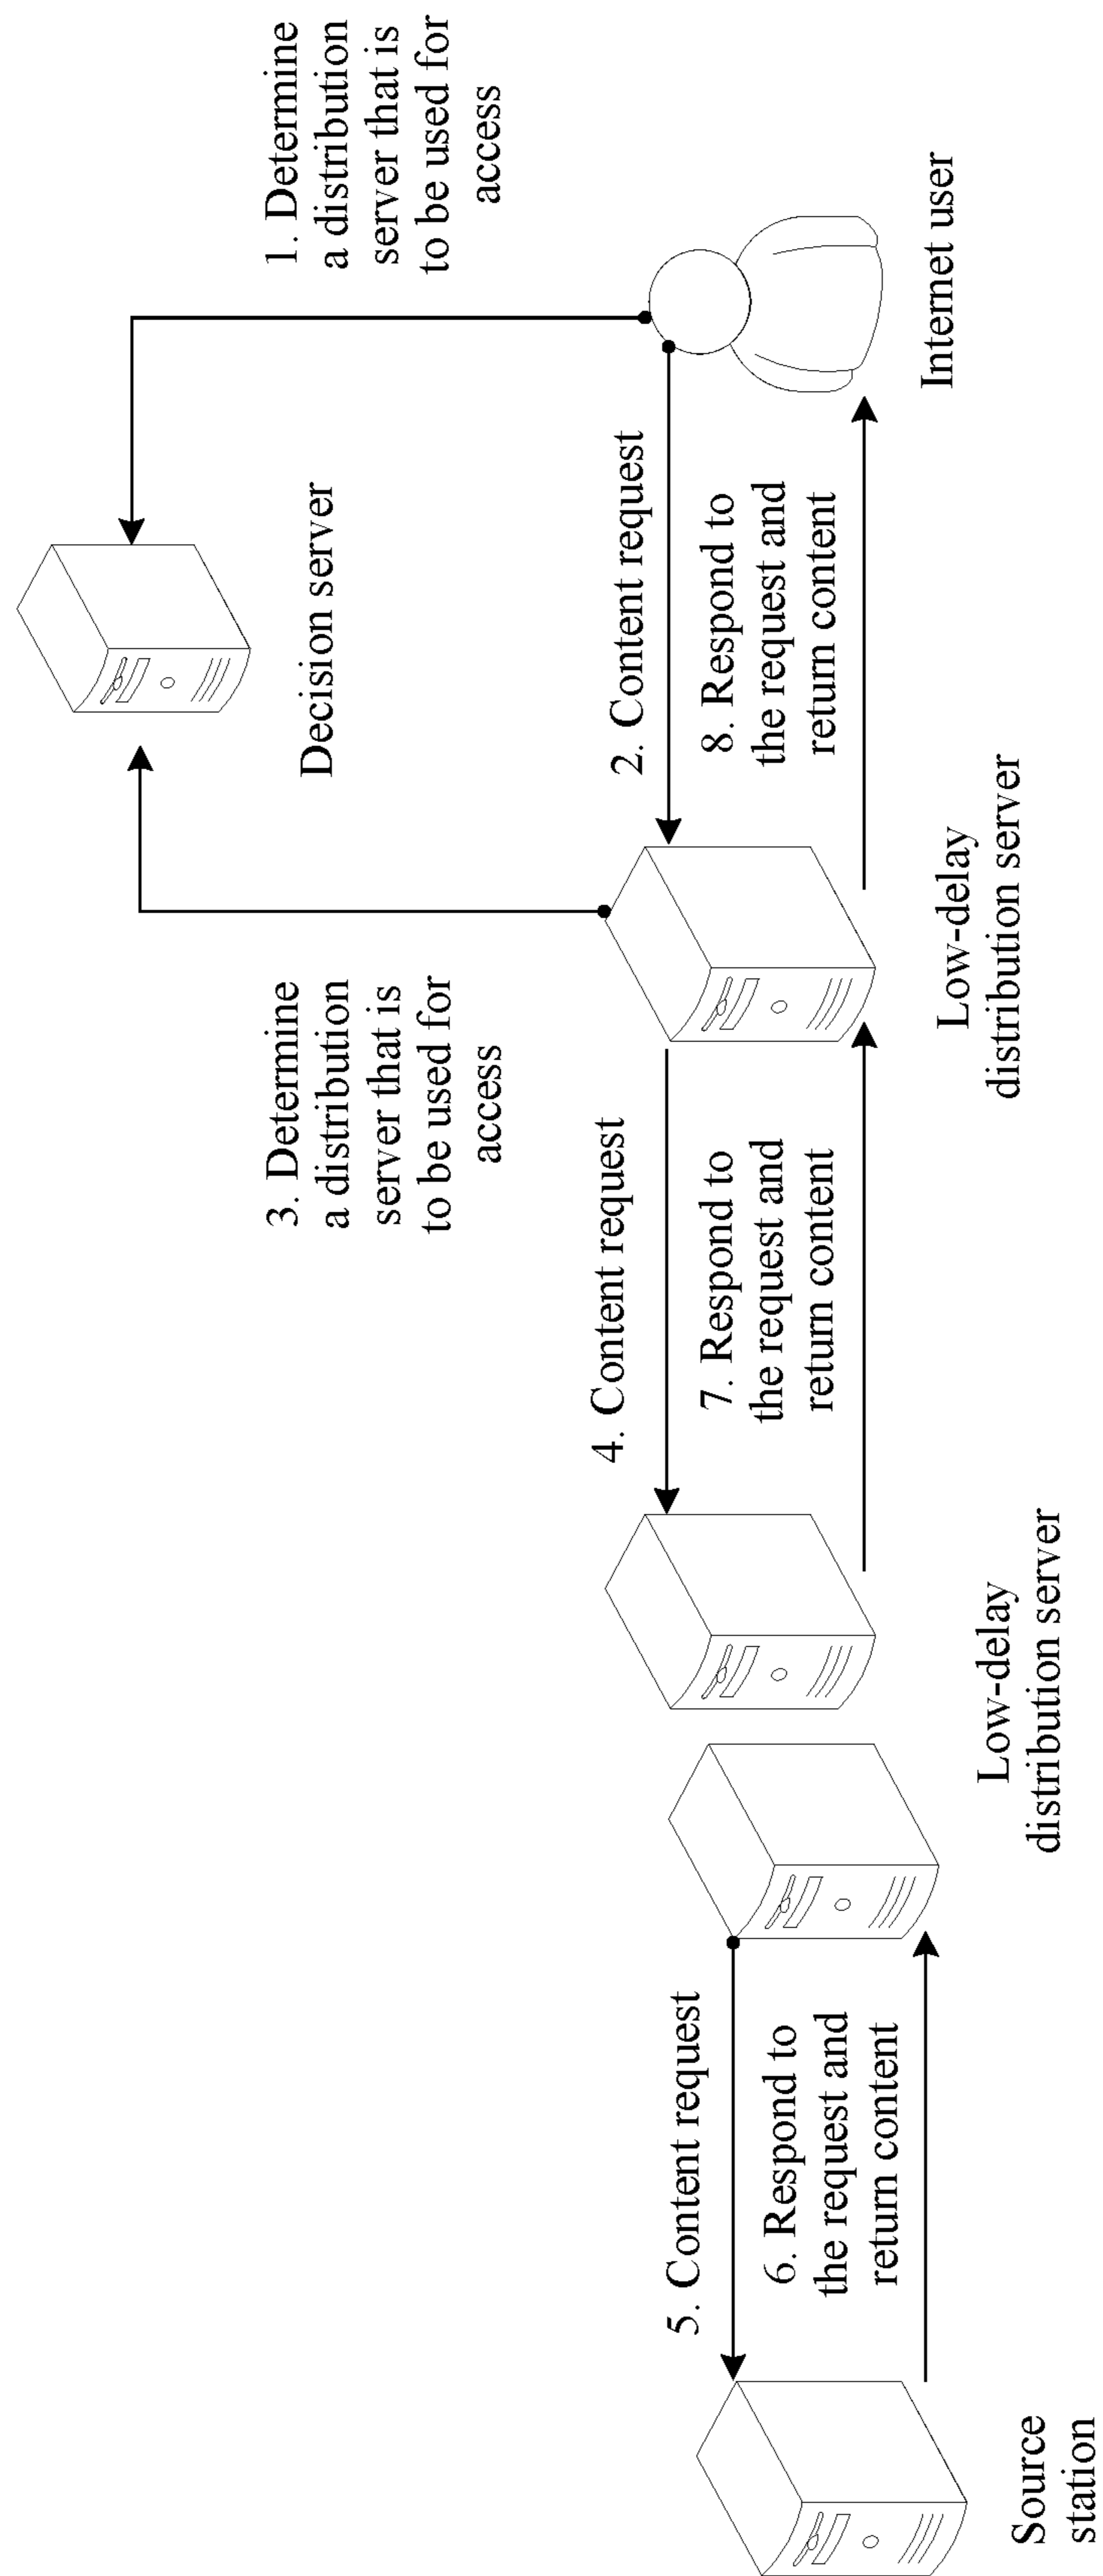 1. Determine
a distribution
server that is
to be used for
access
Decision server
3. Determine
a distribution
server that is
to be used for
access
2. Content request
8. Respond to
the request and
return content
Internet user
4. Content request
7. Respond to
the request and
return content
Low-delay
distribution server
5. Content request
6. Respond to
the request and
return content
Low-delay
distribution server
Source
station